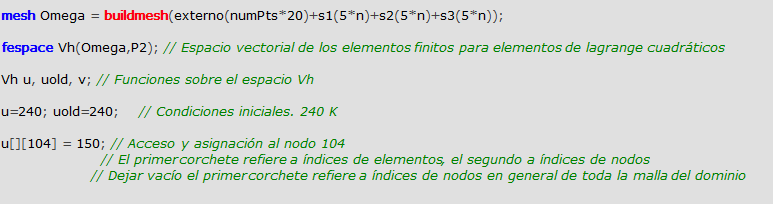 mesh Omega = buildmesh(externo(numPts*20)+s1(5*n)+s2(5*n)+s3(5*n));
fespace Vh(Omega,P2); // Espacio vectorial de los elementos finitos para elementos de lagrange cuadráticos
Vh u, uold, v; // Funciones sobre el espacio Vh
u=240; uold=240; // Condiciones iniciales. 240 K
u[][104] = 150; // Acceso y asignación al nodo 104
// El primer corchete refiere a índices de elementos, el segundo a índices de nodos
// Dejar vacío el primer corchete refiere a índices de nodos en general de toda la malla del dominio